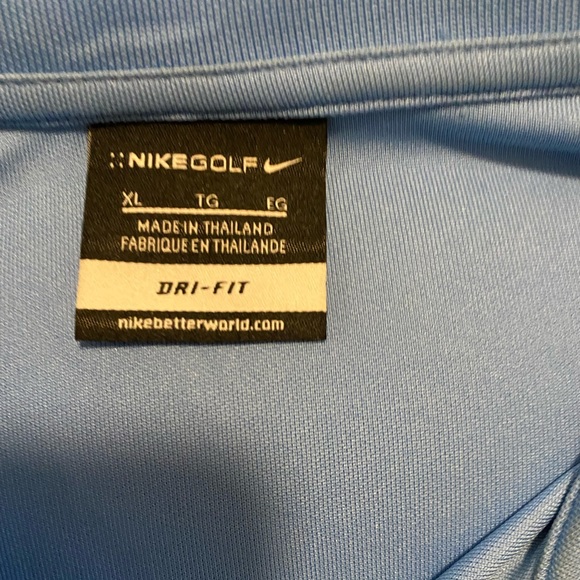 ::NIKEGOLF
XL TG EG
MADE IN THAILAND
FABRIQUE EN THAILANDE
DRI-FIT
nikebetterworld.com